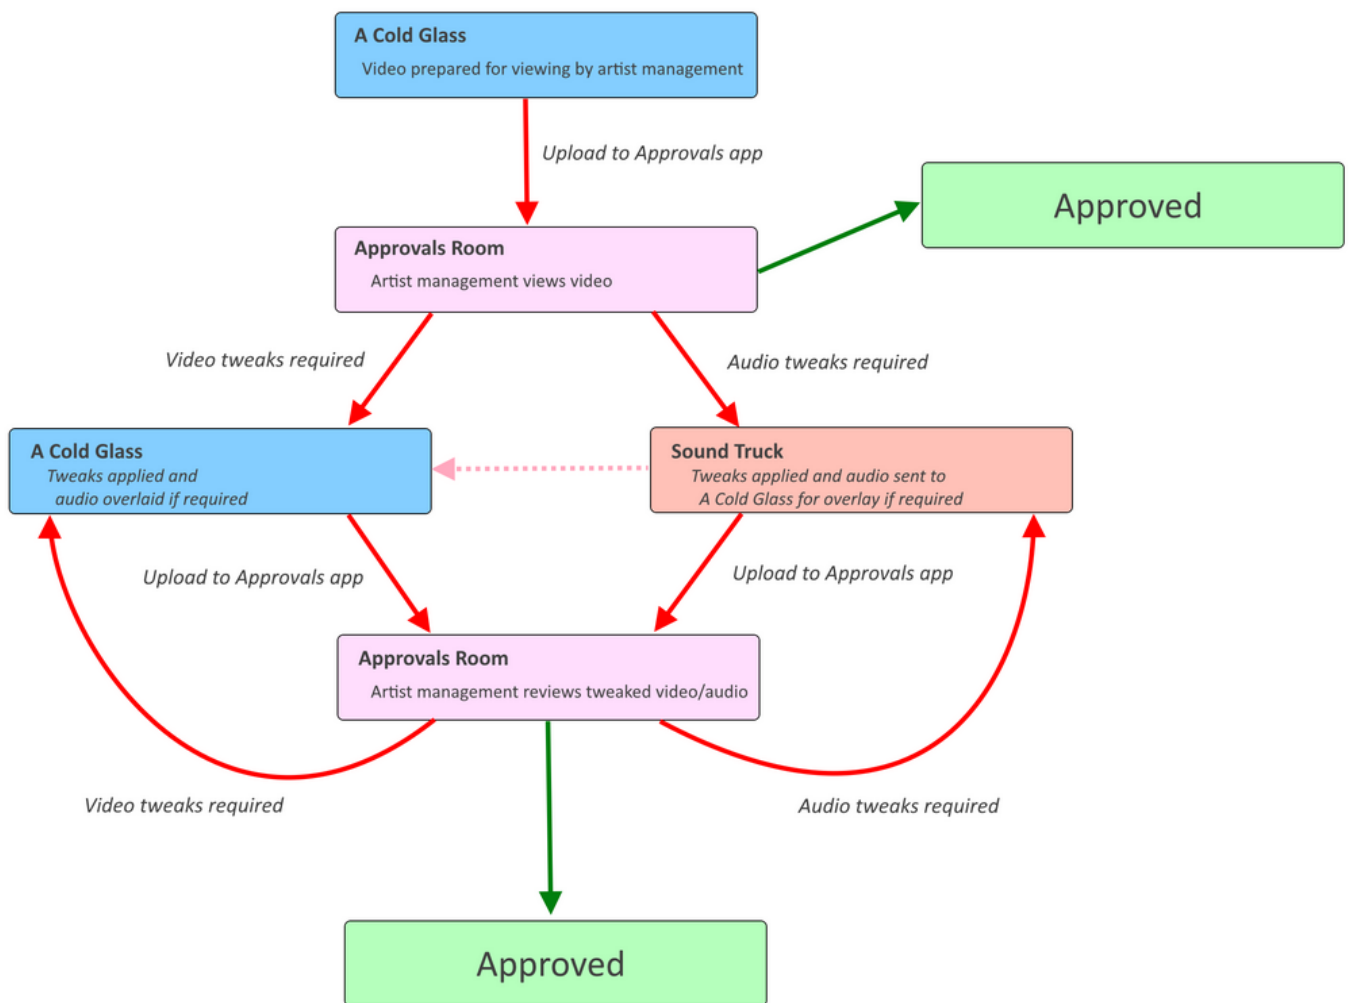 A Cold Glass
Video prepared for viewing by artist management
Upload to Approvals app
Approved
Approvals Room
Artist management views video
Video tweaks required
Audio tweaks required
A Cold Glass
Tweaks applied and
audio overlaid if required
Sound Truck
Tweaks applied and audio sent to
A Cold Glass for overlay if required
Upload to Approvals app
Upload to Approvals app
Approvals Room
Artist management reviews tweaked video/audio
Video tweaks required
Audio tweaks required
Approved